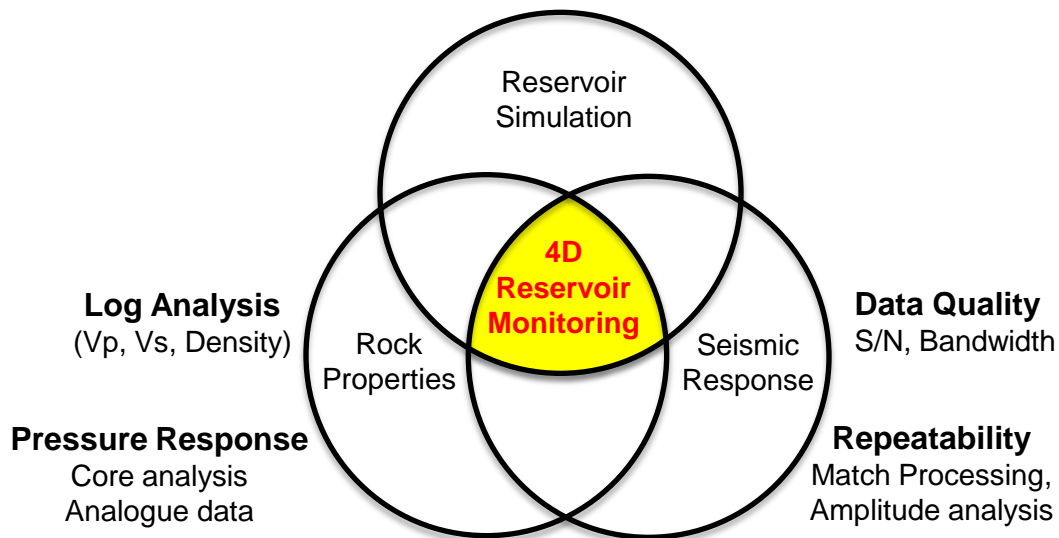 Reservoir
Simulation
4D
Reservoir
Monitoring
Log Analysis
(Vp, Vs, Density)
Rock
Properties
Seismic
Response
Data Quality
S/N, Bandwidth
Pressure Response
Core analysis
Analogue data
Repeatability
Match Processing,
Amplitude analysis